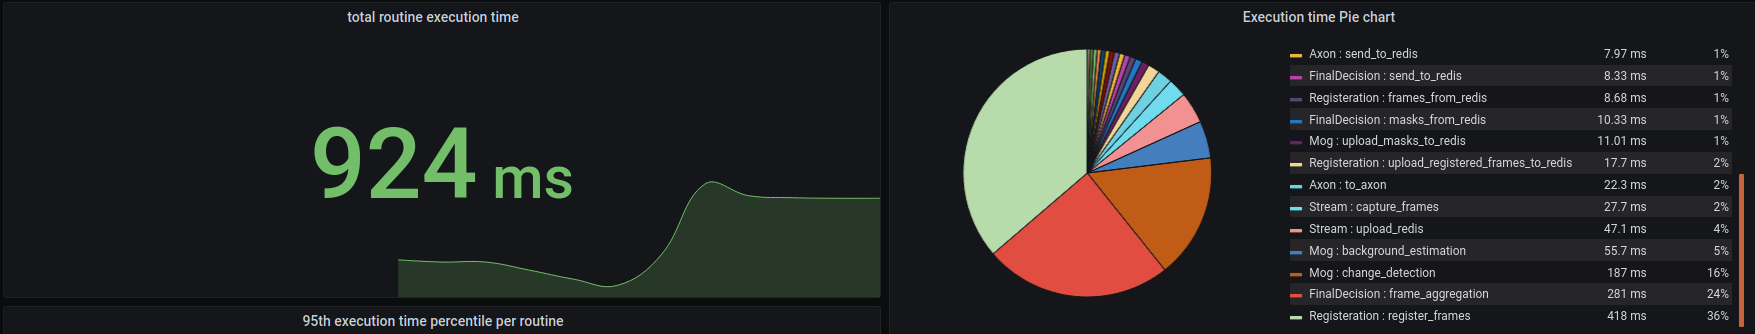 total routine execution time
924 ms
95th execution time percentile per routine
Execution time Pie chart
Axon : send_to_redis 7.97 ms 1%
FinalDecision : send_to_redis 8.33 ms 1%
Registeration : frames_from_redis 8.68 ms 1%
FinalDecision : masks_from_redis 10.33 ms 1%
Mog : upload_masks_to_redis 11.01 ms 1%
Registeration : upload_registered_frames_to_redis 17.7 ms 2%
Axon : to_axon 22.3 ms 2%
Stream : capture_frames 27.7 ms 2%
Stream : upload_redis 47.1 ms 4%
Mog : background_estimation 55.7 ms 5%
Mog : change_detection 187 ms 16%
FinalDecision : frame_aggregation 281 ms 24%
Registeration : register_frames 418 ms 36%